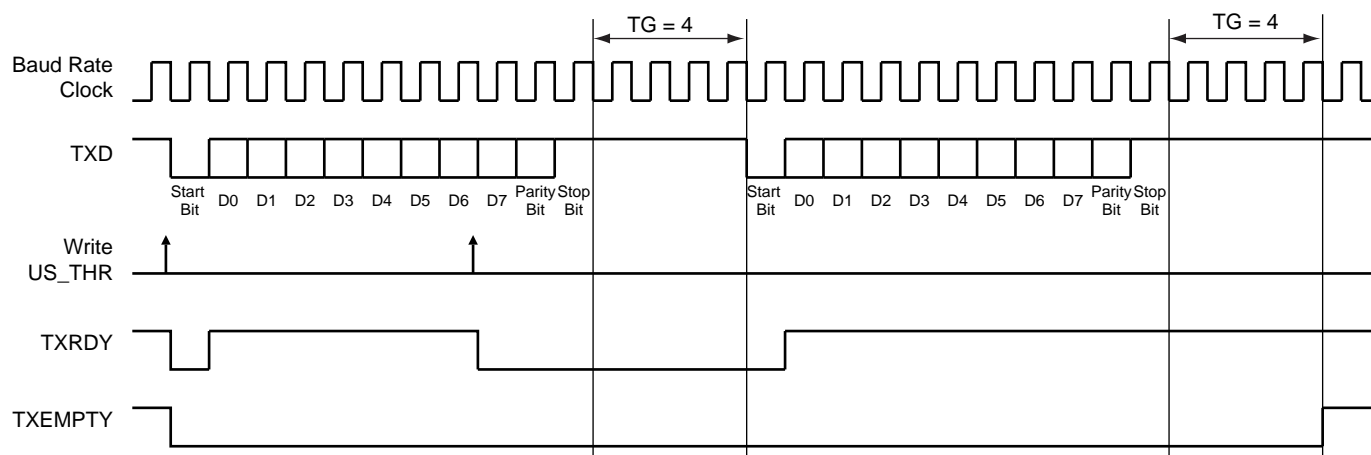 TG = 4
TG = 4
Baud Rate
Clock
TXD
Start
Bit
D0
D1
D2
D3
D4
D5
D6
D7
Parity
Bit
Stop
Bit
Start
Bit
D0
D1
D2
D3
D4
D5
D6
D7
Parity
Bit
Stop
Bit
Write
US_THR
TXRDY
TXEMPTY